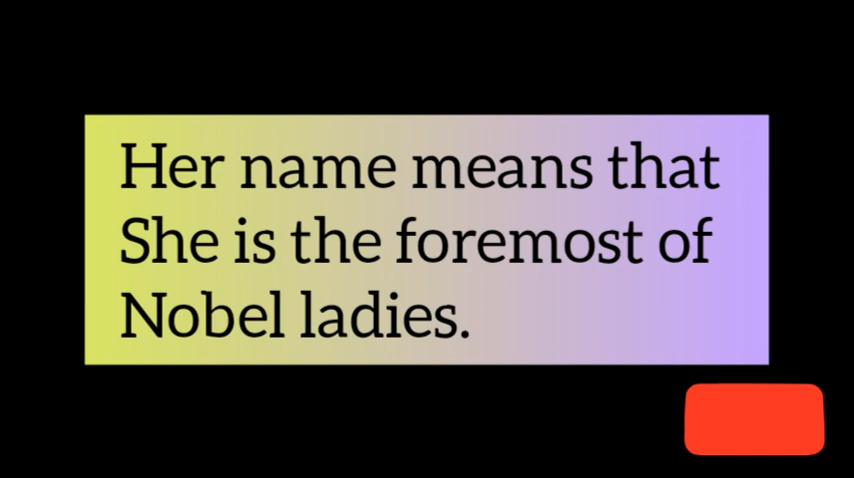 Her name means that
She is the foremost of
Nobel ladies.